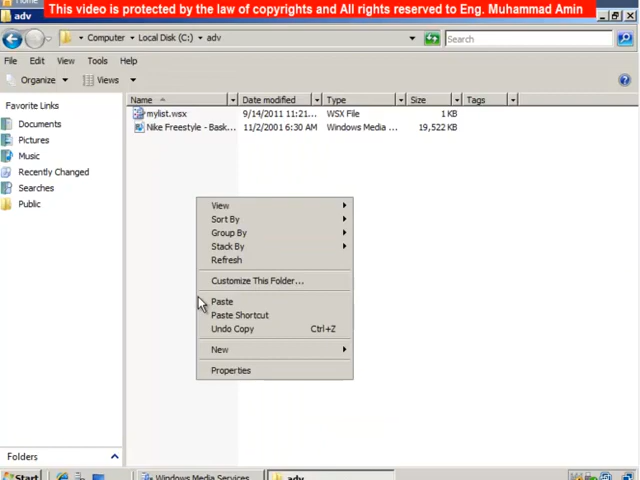 Home
This video is protected by the law of copyrights and All rights reserved to Eng. Muhammad Amin
adv
Computer Local Disk (C:) adv
Search
File Edit View Tools Help
Organize Views
Favorite Links
Documents
Pictures
Music
Recently Changed
Searches
Public
Name Date modified Type Size Tags
mylist.wsx 9/14/2011 11:21... WSX File 1 KB
Nike Freestyle - Bask... 11/2/2001 6:30 AM Windows Media ... 19,522 KB
View
Sort By
Group By
Stack By
Refresh
Customize This Folder...
Paste
Paste Shortcut
Undo Copy Ctrl+Z
New
Properties
Folders
Start Windows Media Services adv